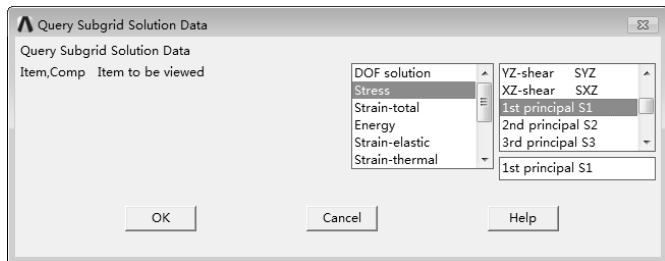 Query Subgrid Solution Data
Query Subgrid Solution Data
Item,Comp Item to be viewed
DOF solution
Stress
Strain-total
Energy
Strain-elastic
Strain-thermal
YZ-shear SYZ
XZ-shear SXZ
1st principal S1
2nd principal S2
3rd principal S3
1st principal S1
OK Cancel Help